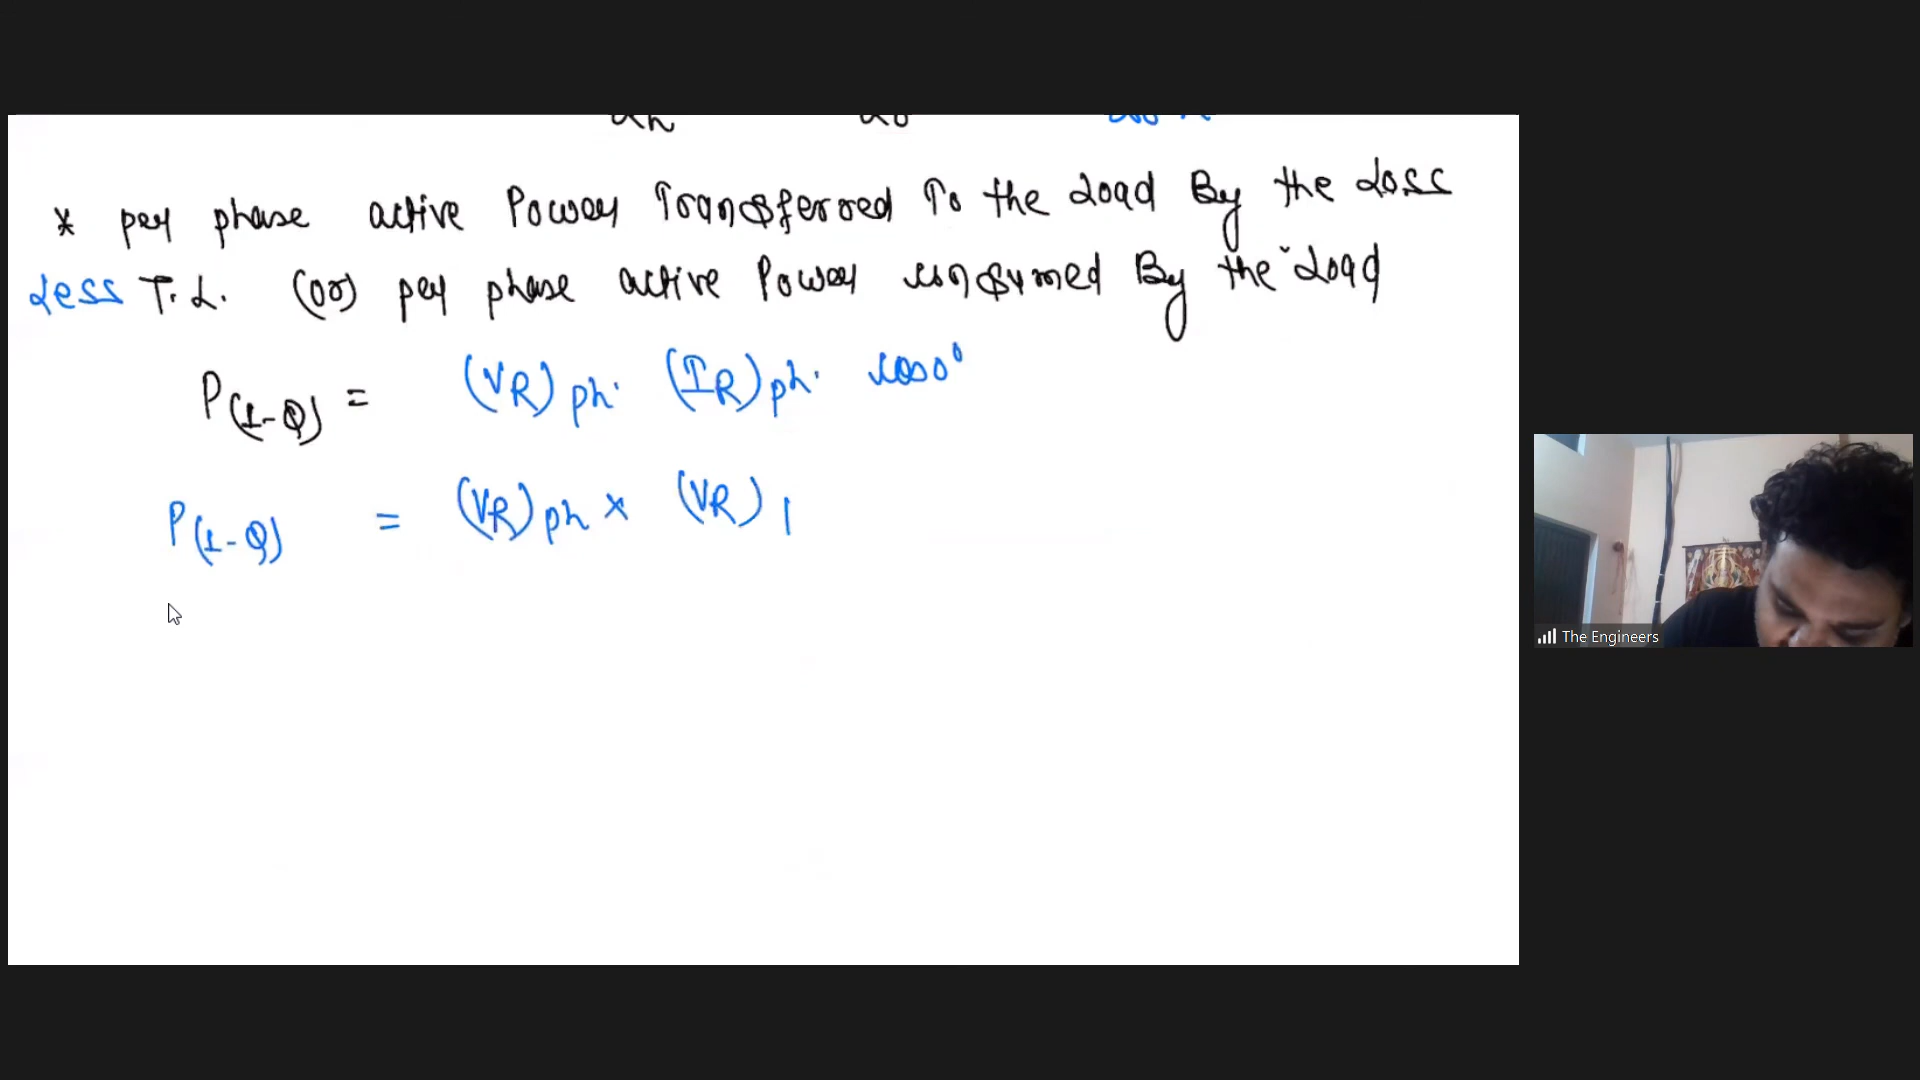 * per phase active Power Transferred To the Load By the Loss
Less T.L. (or) per phase active Power consumed By the Load
P(1-Φ) = (VR)ph. (IR)ph. cos0°
P(1-Φ) = (VR)ph × (VR)
The Engineers